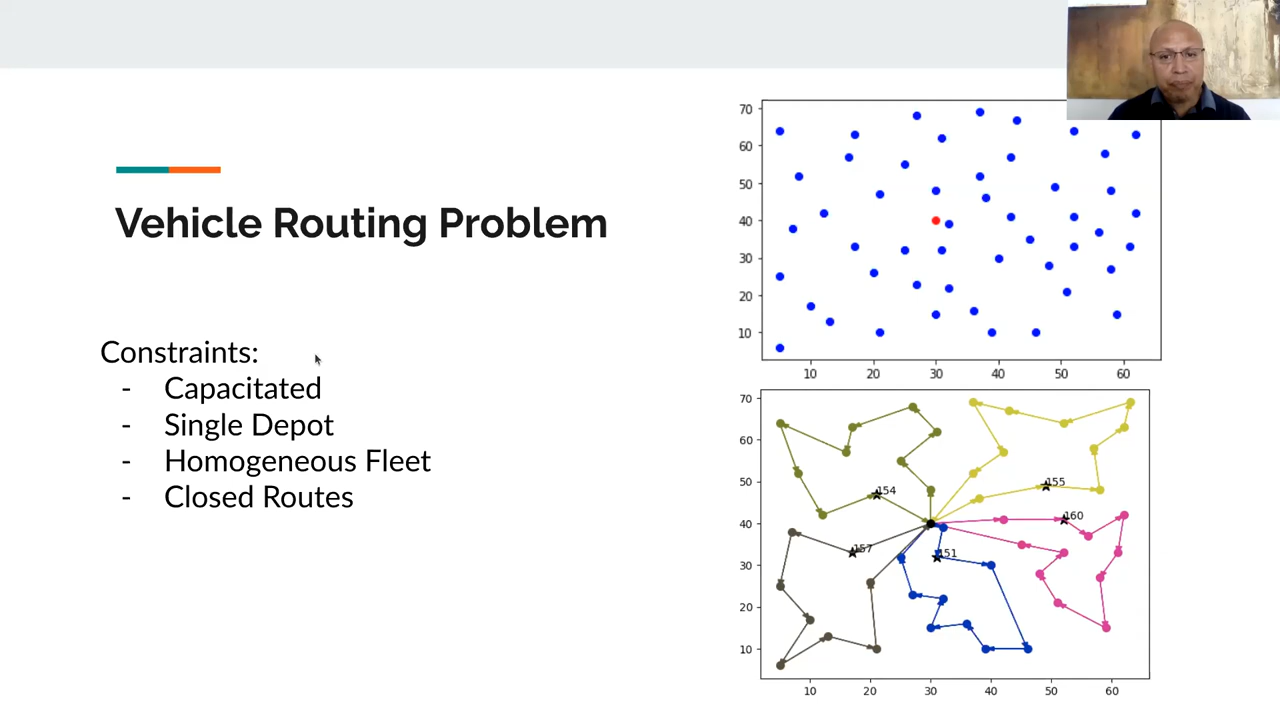 Vehicle Routing Problem
Constraints:
- Capacitated
- Single Depot
- Homogeneous Fleet
- Closed Routes
70
60
50
40
30
20
10
10 20 30 40 50 60
70
60
50
40
30
20
10
154
155
160
157
151
10 20 30 40 50 60